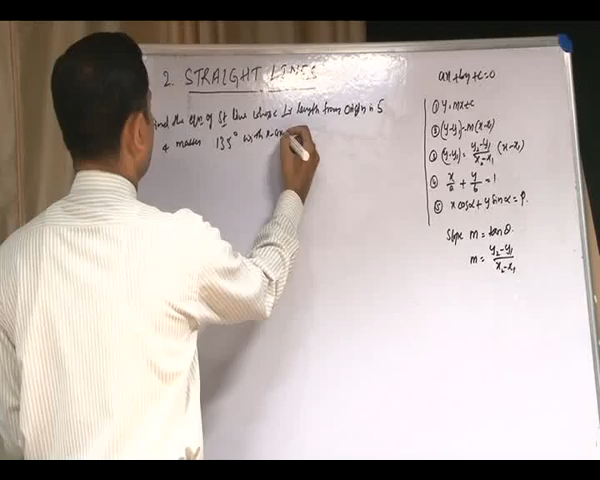 2. STRAIGHT LINES
find the eqn of St line whose ⊥r length from origin is 5
& makes 135° with x-ax
ax+by+c=0
① y=mx+c
② (y-y₁)=m(x-x₁)
③ (y-y₁)= y₂-y₁/x₂-x₁ (x-x₁)
④ x/a + y/b =1
⑤ x cosα + y sinα = P.
Slope m = tanθ.
m = y₂-y₁/x₂-x₁